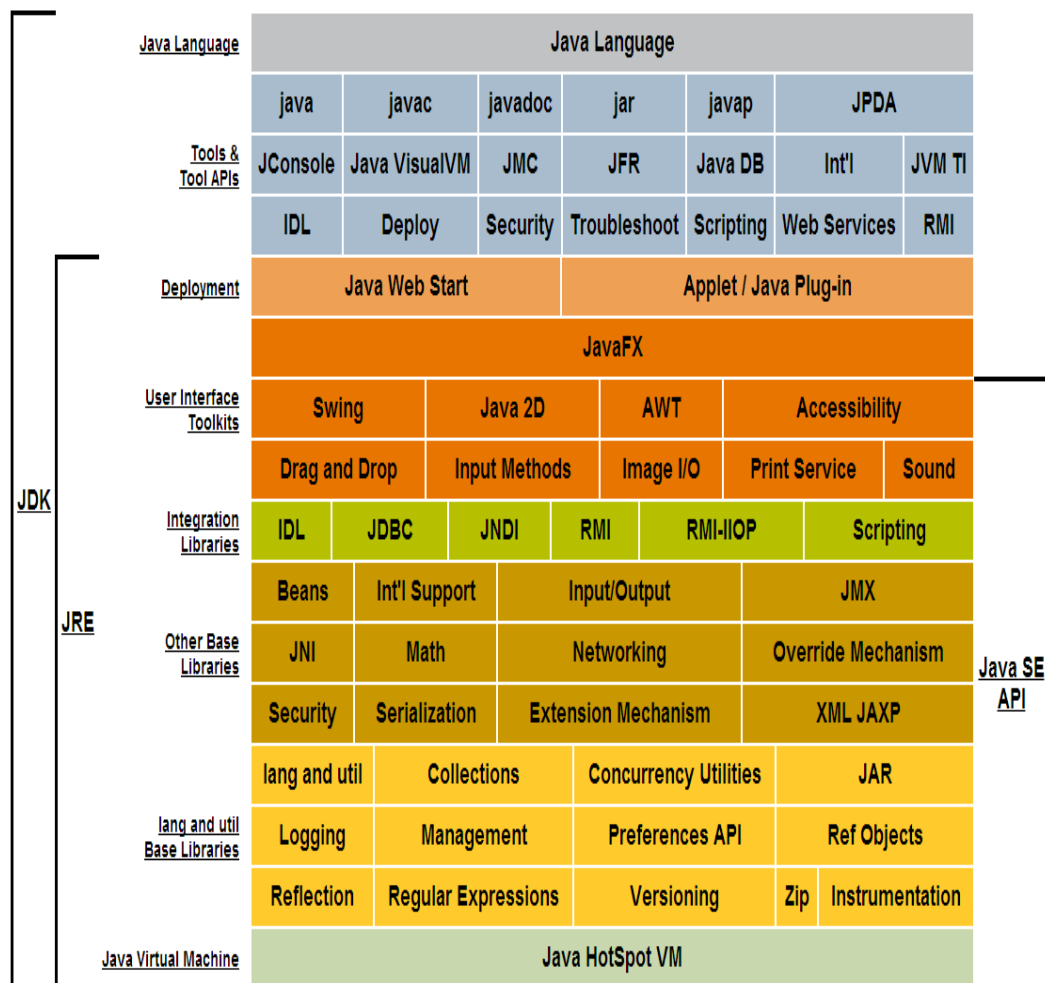 Java Language
Java Language
java javac javadoc jar javap JPDA
Tools &
Tool APIs
JConsole Java VisualVM JMC JFR Java DB Int'l JVM TI
IDL Deploy Security Troubleshoot Scripting Web Services RMI
Deployment
Java Web Start Applet / Java Plug-in
JavaFX
User Interface
Toolkits
Swing Java 2D AWT Accessibility
Drag and Drop Input Methods Image I/O Print Service Sound
JDK
Integration
Libraries
IDL JDBC JNDI RMI RMI-IIOP Scripting
Beans Int'l Support Input/Output JMX
JRE
Other Base
Libraries
JNI Math Networking Override Mechanism
Java SE
API
Security Serialization Extension Mechanism XML JAXP
lang and util Collections Concurrency Utilities JAR
lang and util
Base Libraries
Logging Management Preferences API Ref Objects
Reflection Regular Expressions Versioning Zip Instrumentation
Java Virtual Machine
Java HotSpot VM